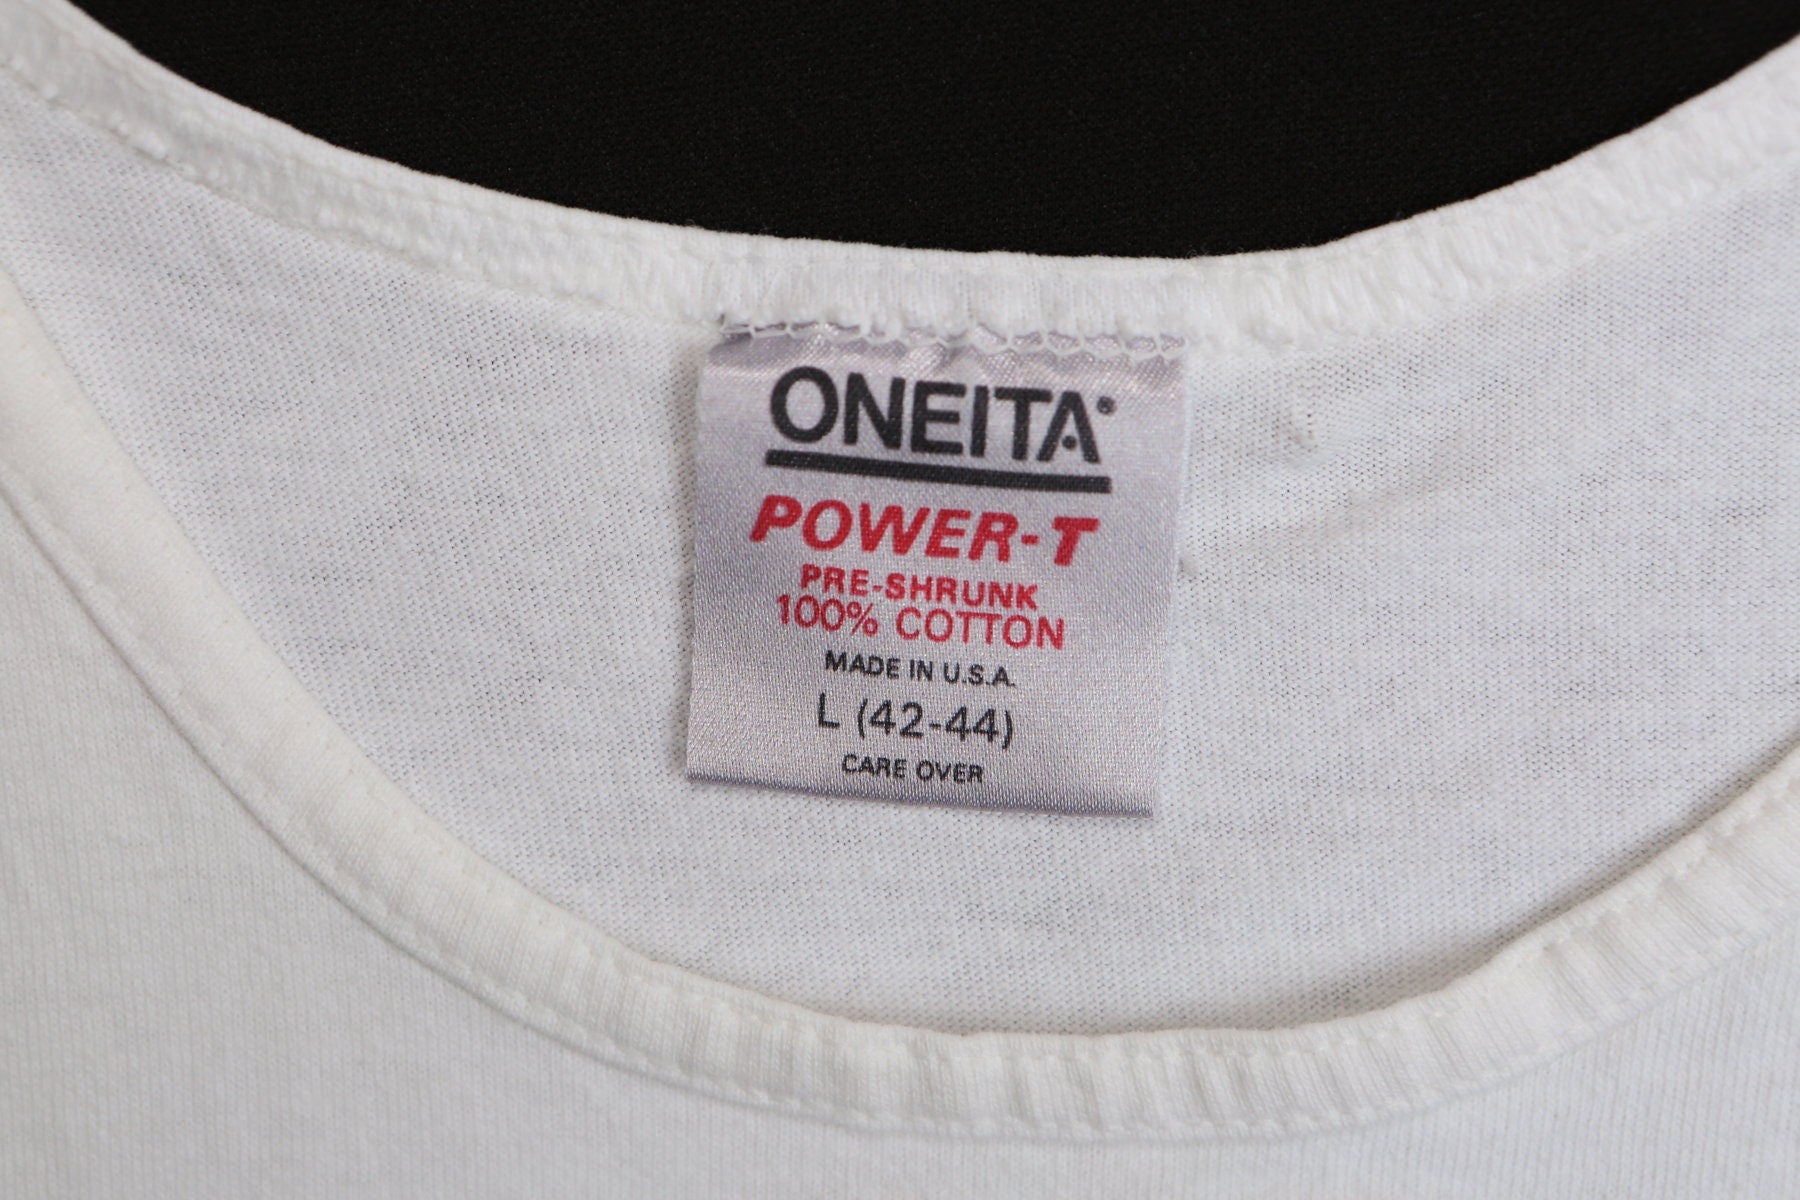 ONEITA
POWER-T
PRE-SHRUNK
100% COTTON
MADE IN U.S.A.
L (42-44)
CARE OVER